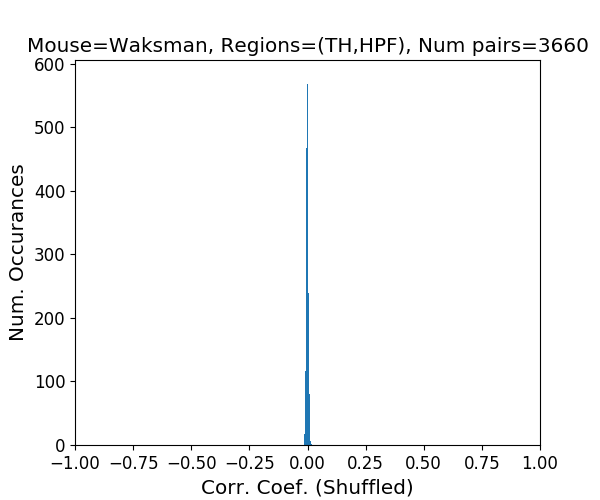 Mouse=Waksman, Regions=(TH,HPF), Num pairs=3660
600
500
400
300
200
100
0
Num. Occurances
−1.00 −0.75 −0.50 −0.25 0.00 0.25 0.50 0.75 1.00
Corr. Coef. (Shuffled)